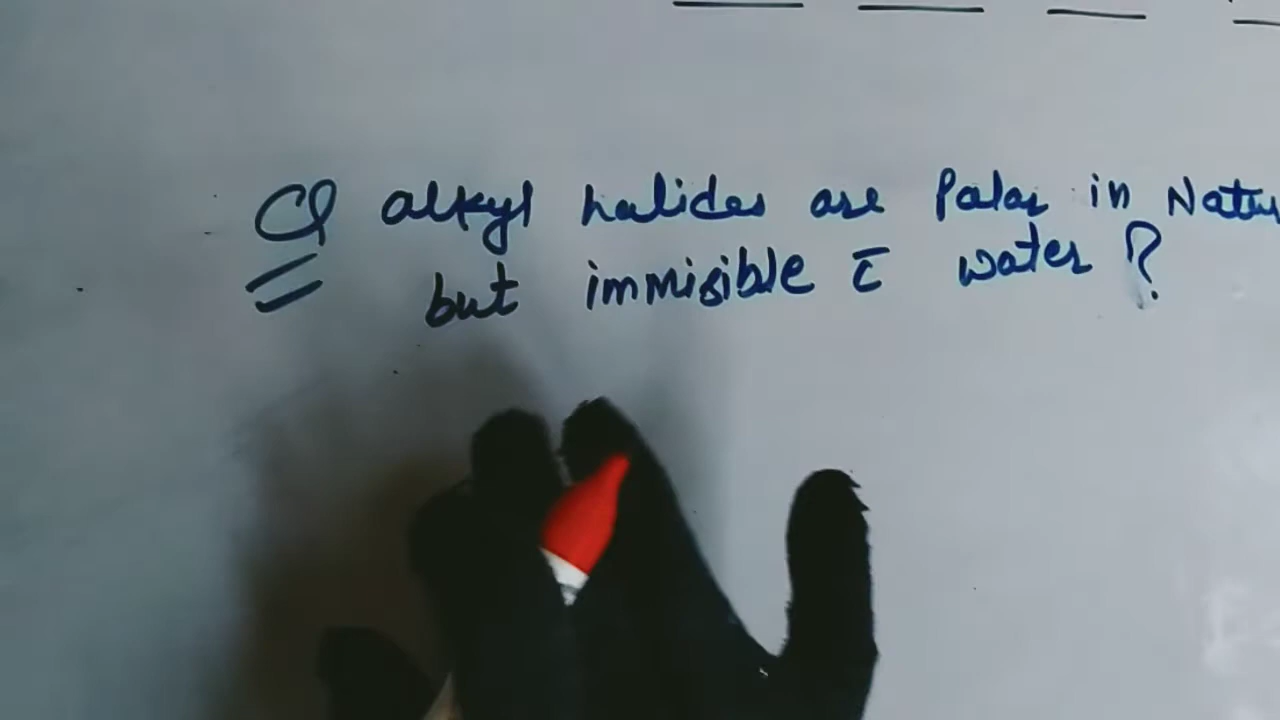 Q alkyl halides are Polar in Natu
but immisible c̅ water ?